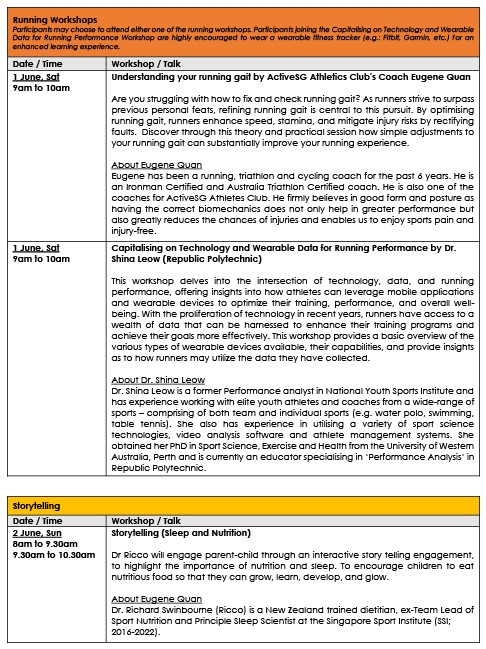 Running Workshops
Participants may choose to attend either one of the running workshops. Participants joining the Capitalising on Technology and Wearable
Data for Running Performance Workshop are highly encouraged to wear a wearable fitness tracker (e.g.: Fitbit, Garmin, etc.) for an
enhanced learning experience.
Date / Time Workshop / Talk
1 June, Sat Understanding your running gait by ActiveSG Athletics Club's Coach Eugene Quan
9am to 10am
Are you struggling with how to fix and check running gait? As runners strive to surpass
previous personal feats, refining running gait is central to this pursuit. By optimising
running gait, runners enhance speed, stamina, and mitigate injury risks by rectifying
faults. Discover through this theory and practical session how simple adjustments to
your running gait can substantially improve your running experience.
About Eugene Quan
Eugene has been a running, triathlon and cycling coach for the past 6 years. He is
an Ironman Certified and Australia Triathlon Certified coach. He is also one of the
coaches for ActiveSG Athletes Club. He firmly believes in good form and posture as
having the correct biomechanics does not only help in greater performance but
also greatly reduces the chances of injuries and enables us to enjoy sports pain and
injury-free.
1 June, Sat Capitalising on Technology and Wearable Data for Running Performance by Dr.
9am to 10am Shina Leow (Republic Polytechnic)
This workshop delves into the intersection of technology, data, and running
performance, offering insights into how athletes can leverage mobile applications
and wearable devices to optimize their training, performance, and overall well-
being. With the proliferation of technology in recent years, runners have access to a
wealth of data that can be harnessed to enhance their training programs and
achieve their goals more effectively. This workshop provides a basic overview of the
various types of wearable devices available, their capabilities, and provide insights
as to how runners may utilize the data they have collected.
About Dr. Shina Leow
Dr. Shina Leow is a former Performance analyst in National Youth Sports Institute and
has experience working with elite youth athletes and coaches from a wide-range of
sports – comprising of both team and individual sports (e.g. water polo, swimming,
table tennis). She also has experience in utilising a variety of sport science
technologies, video analysis software and athlete management systems. She
obtained her PhD in Sport Science, Exercise and Health from the University of Western
Australia, Perth and is currently an educator specialising in 'Performance Analysis' in
Republic Polytechnic.
Storytelling
Date / Time Workshop / Talk
2 June, Sun Storytelling (Sleep and Nutrition)
8am to 9.30am
9.30am to 10.30am Dr Ricco will engage parent-child through an interactive story telling engagement,
to highlight the importance of nutrition and sleep. To encourage children to eat
nutritious food so that they can grow, learn, develop, and glow.
About Eugene Quan
Dr. Richard Swinbourne (Ricco) is a New Zealand trained dietitian, ex-Team Lead of
Sport Nutrition and Principle Sleep Scientist at the Singapore Sport Institute (SSI;
2016-2022).